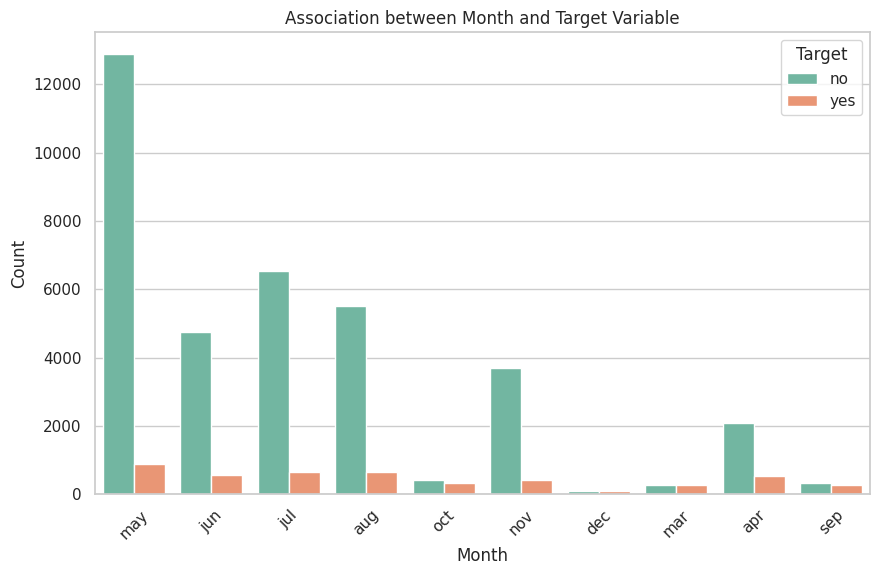 Association between Month and Target Variable
Target
no
yes
Count
12000
10000
8000
6000
4000
2000
0
may
jun
jul
aug
oct
nov
dec
mar
apr
sep
Month